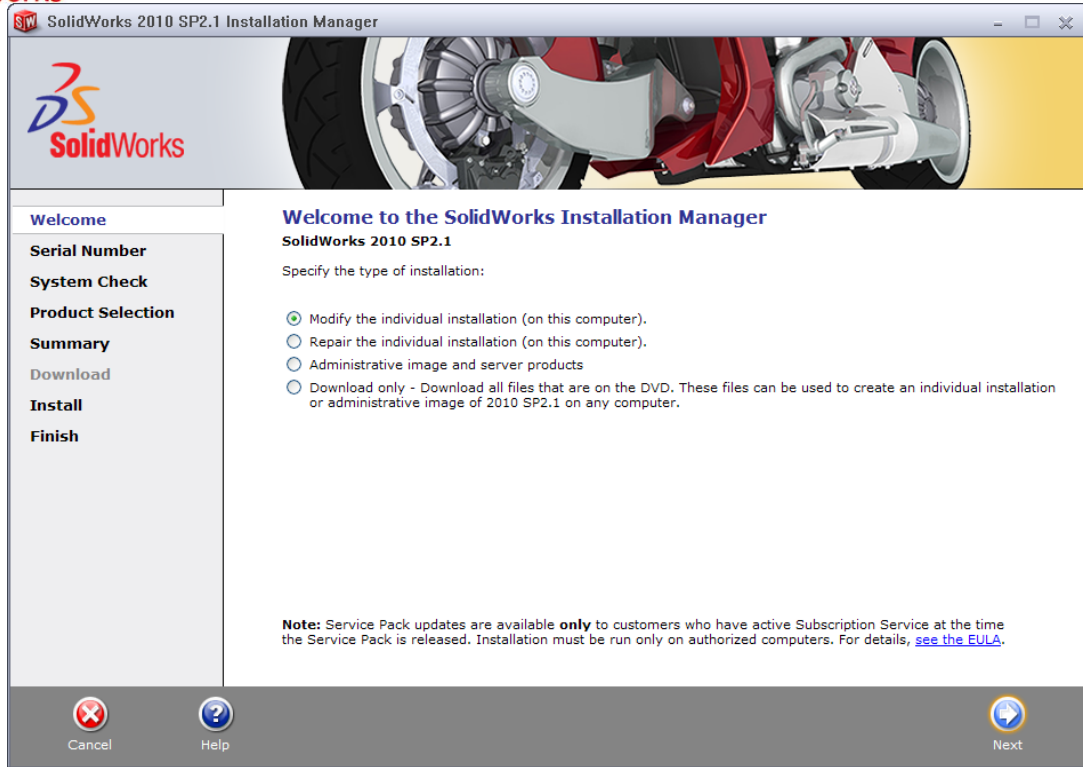 SolidWorks 2010 SP2.1 Installation Manager
SolidWorks
Welcome
Serial Number
System Check
Product Selection
Summary
Download
Install
Finish
Welcome to the SolidWorks Installation Manager
SolidWorks 2010 SP2.1
Specify the type of installation:
Modify the individual installation (on this computer).
Repair the individual installation (on this computer).
Administrative image and server products
Download only - Download all files that are on the DVD. These files can be used to create an individual installation
or administrative image of 2010 SP2.1 on any computer.
Note: Service Pack updates are available only to customers who have active Subscription Service at the time
the Service Pack is released. Installation must be run only on authorized computers. For details, see the EULA.
Cancel
Help
Next